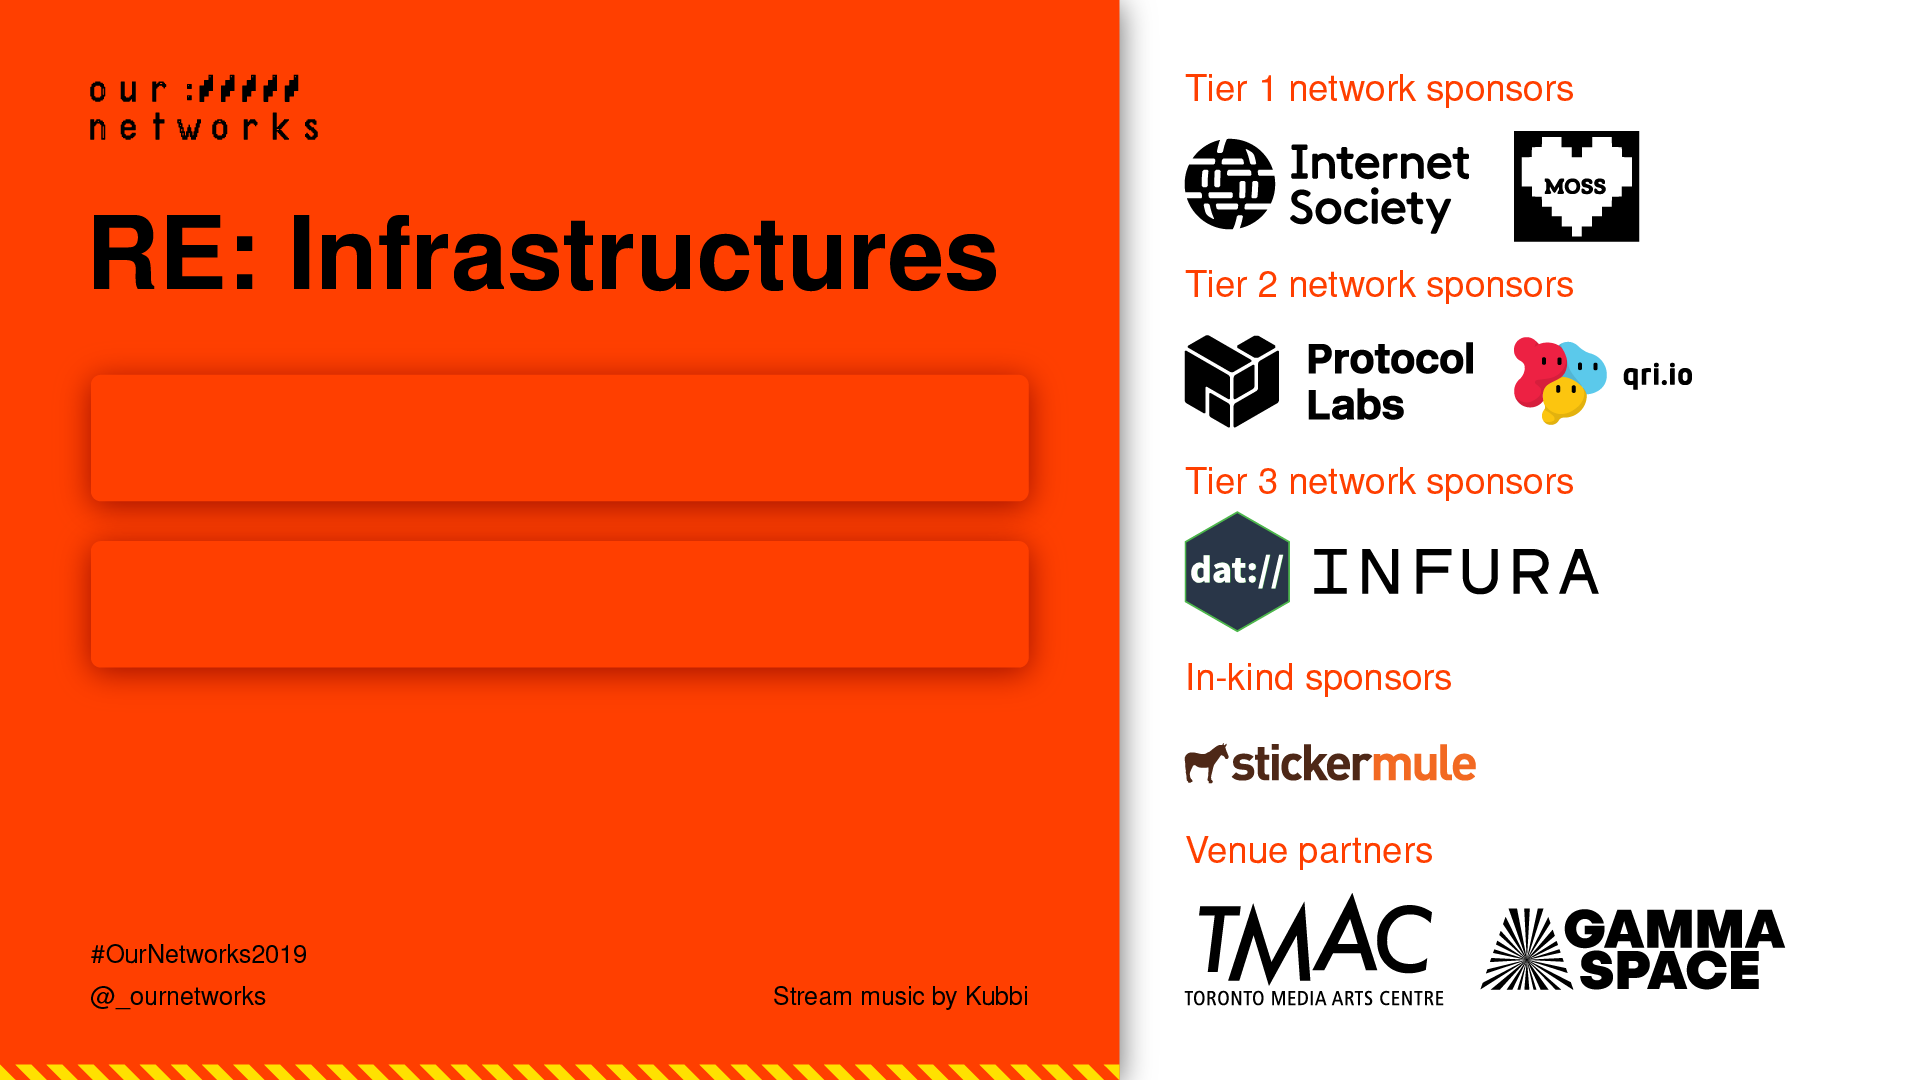 our :
networks
RE: Infrastructures
#OurNetworks2019
@_ournetworks
Stream music by Kubbi
Tier 1 network sponsors
Internet
Society
MOSS
Tier 2 network sponsors
Protocol
Labs
qri.io
Tier 3 network sponsors
dat://
INFURA
In-kind sponsors
stickermule
Venue partners
TMAC
TORONTO MEDIA ARTS CENTRE
GAMMA
SPACE